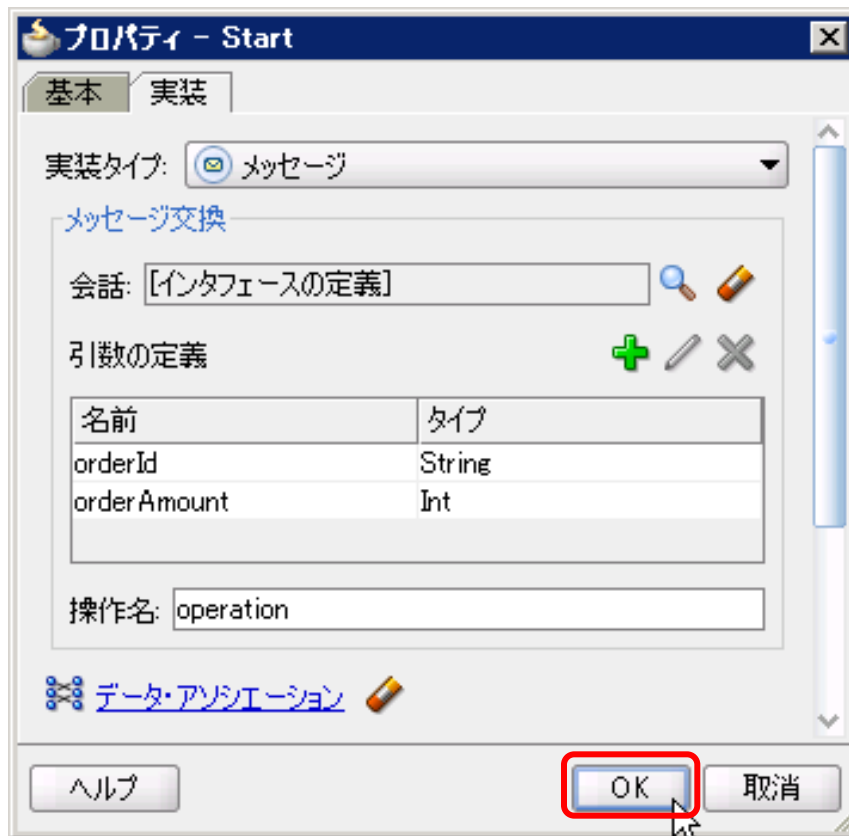 プロパティ - Start
基本 実装
実装タイプ: メッセージ
メッセージ交換
会話: [インタフェースの定義]
引数の定義
名前 タイプ
orderId String
orderAmount Int
操作名: operation
データ・アソシエーション
ヘルプ OK 取消